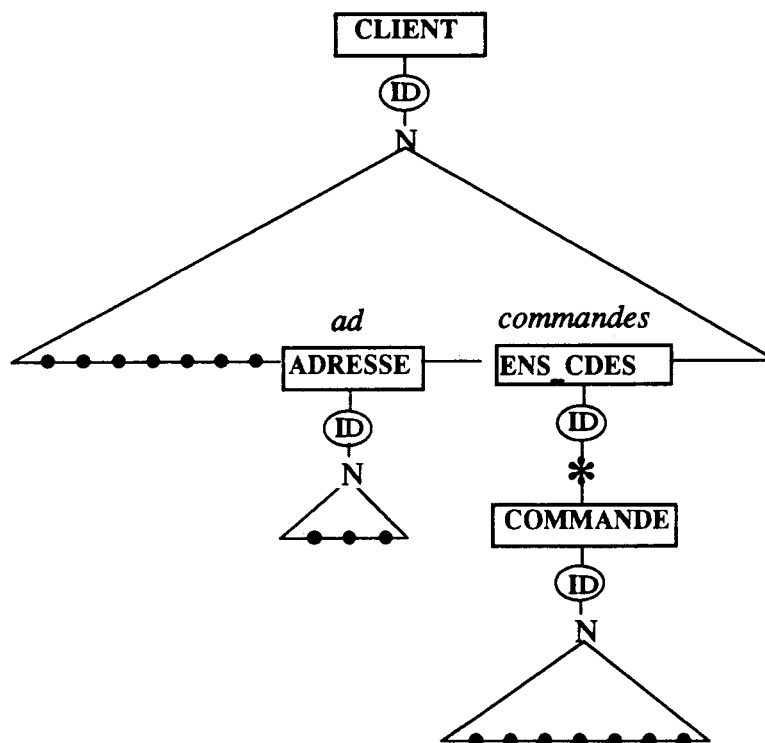 CLIENT
ID
N
ad commandes
ADRESSE ENS_CDES
ID ID
N *
COMMANDE
ID
N